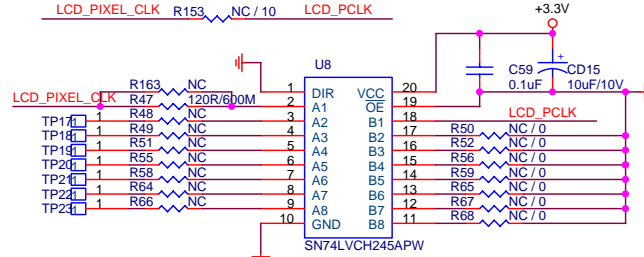 LCD_PIXEL_CLK R153 NC / 10 LCD_PCLK
+3.3V
U8
C59 CD15
0.1uF 10uF/10V
R163 NC
LCD_PIXEL_CLK R47 120R/600M
1 DIR VCC 20
2 A1 OE 19
TP17 1 R48 NC 3 A2 B1 18 LCD_PCLK
TP18 1 R49 NC 4 A3 B2 17 R50 NC / 0
TP19 1 R51 NC 5 A4 B3 16 R52 NC / 0
TP20 1 R55 NC 6 A5 B4 15 R56 NC / 0
TP21 1 R58 NC 7 A6 B5 14 R59 NC / 0
TP22 1 R64 NC 8 A7 B6 13 R65 NC / 0
TP23 1 R66 NC 9 A8 B7 12 R67 NC / 0
10 GND B8 11 R68 NC / 0
SN74LVCH245APW